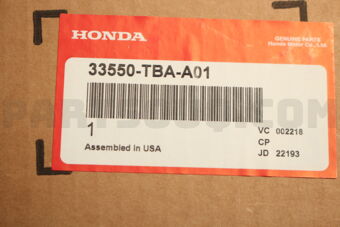 HONDA
GENUINE PARTS
Honda Motor Co., Ltd.
33550-TBA-A01
1
VC 002218
CP
Assembled in USA
JD 22193